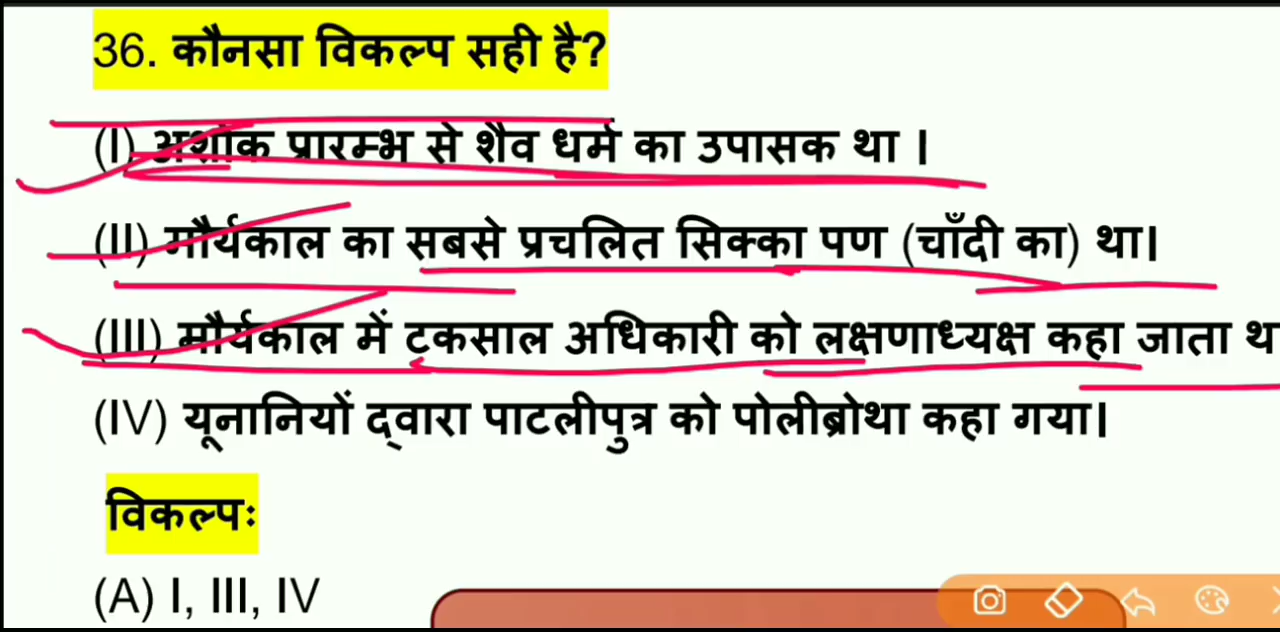 36. कौनसा विकल्प सही है?
(I) अशोक प्रारम्भ से शैव धर्म का उपासक था ।
(II) मौर्यकाल का सबसे प्रचलित सिक्का पण (चाँदी का) था।
(III) मौर्यकाल में टकसाल अधिकारी को लक्षणाध्यक्ष कहा जाता
(IV) यूनानियों द्वारा पाटलीपुत्र को पोलीब्रोथा कहा गया।
विकल्पः
(A) I, III, IV